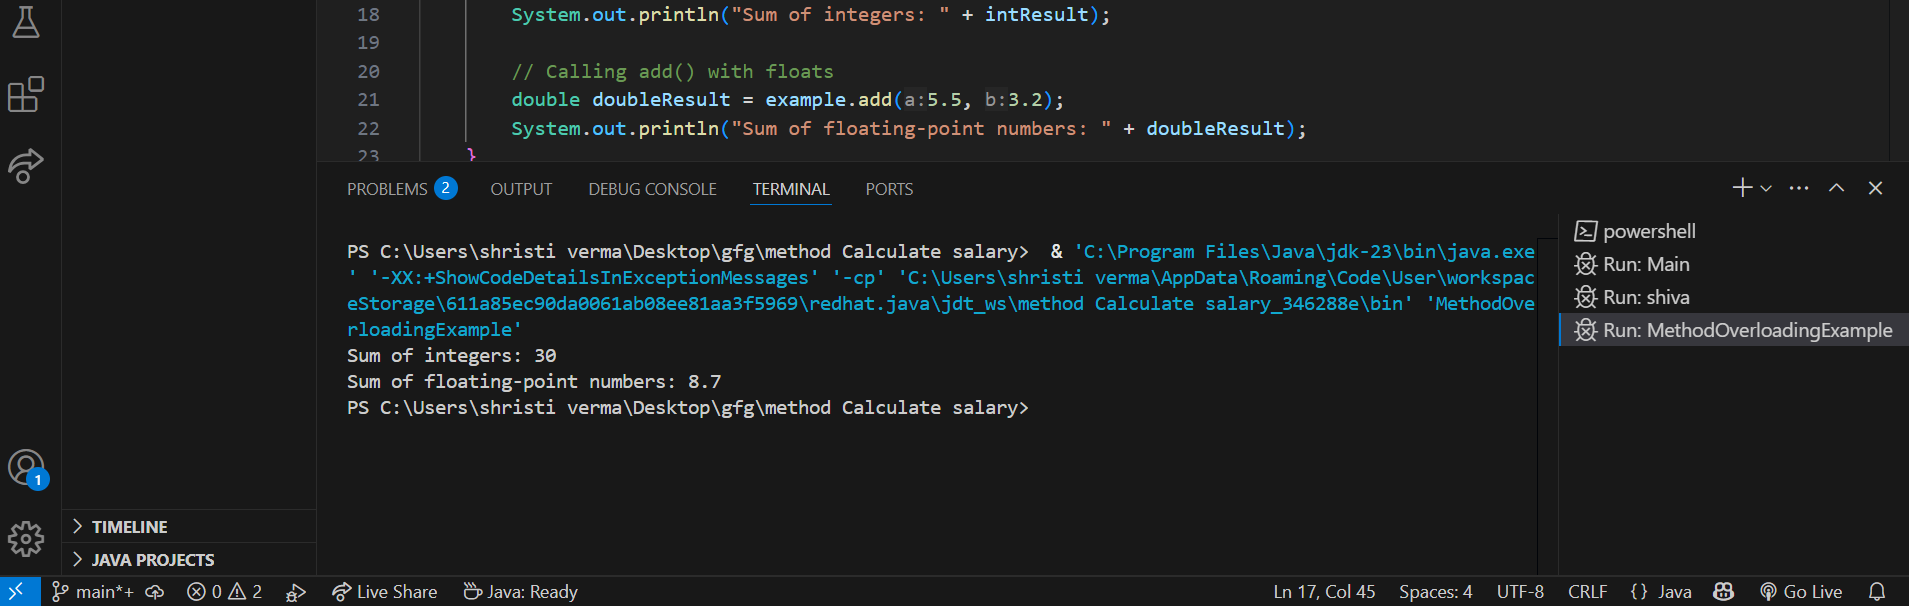 18 System.out.println("Sum of integers: " + intResult);
19
20 // Calling add() with floats
21 double doubleResult = example.add(a:5.5, b:3.2);
22 System.out.println("Sum of floating-point numbers: " + doubleResult);
23 }
PROBLEMS 2 OUTPUT DEBUG CONSOLE TERMINAL PORTS
PS C:\Users\shristi verma\Desktop\gfg\method Calculate salary>  & 'C:\Program Files\Java\jdk-23\bin\java.exe
' '-XX:+ShowCodeDetailsInExceptionMessages' '-cp' 'C:\Users\shristi verma\AppData\Roaming\Code\User\workspac
eStorage\611a85ec90da0061ab08ee81aa3f5969\redhat.java\jdt_ws\method Calculate salary_346288e\bin' 'MethodOve
rloadingExample'
Sum of integers: 30
Sum of floating-point numbers: 8.7
PS C:\Users\shristi verma\Desktop\gfg\method Calculate salary>
powershell
Run: Main
Run: shiva
Run: MethodOverloadingExample
1
TIMELINE
JAVA PROJECTS
main*+ 0 2 Live Share Java: Ready Ln 17, Col 45 Spaces: 4 UTF-8 CRLF {} Java Go Live